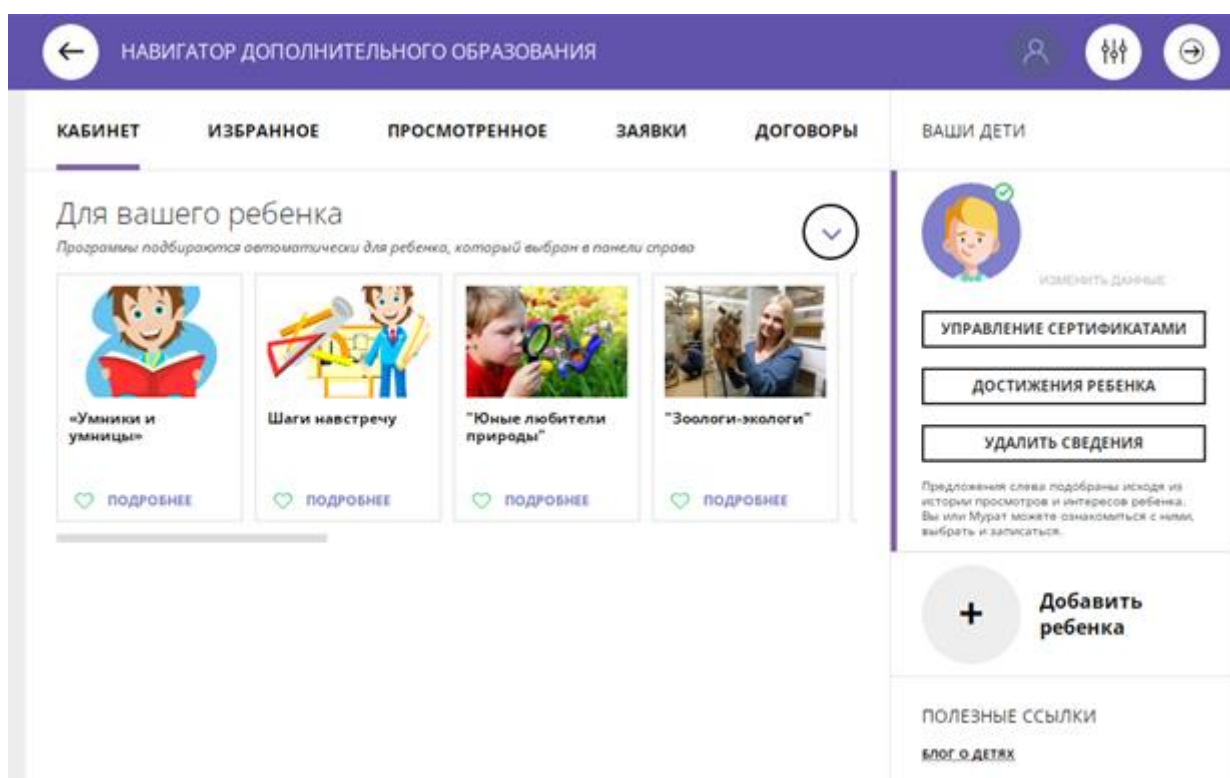 НАВИГАТОР ДОПОЛНИТЕЛЬНОГО ОБРАЗОВАНИЯ
КАБИНЕТ ИЗБРАННОЕ ПРОСМОТРЕННОЕ ЗАЯВКИ ДОГОВОРЫ
Для вашего ребенка
Программы подбираются автоматически для ребенка, который выбран в панели справа
«Умники и
умницы»
ПОДРОБНЕЕ
Шаги навстречу
ПОДРОБНЕЕ
"Юные любители
природы"
ПОДРОБНЕЕ
"Зоологи-экологи"
ПОДРОБНЕЕ
ВАШИ ДЕТИ
ИЗМЕНИТЬ ДАННЫЕ
УПРАВЛЕНИЕ СЕРТИФИКАТАМИ
ДОСТИЖЕНИЯ РЕБЕНКА
УДАЛИТЬ СВЕДЕНИЯ
Предложения слева подобраны исходя из
истории просмотров и интересов ребенка.
Вы или Мурат можете ознакомиться с ними,
выбрать и записаться.
+
Добавить
ребенка
ПОЛЕЗНЫЕ ССЫЛКИ
БЛОГ О ДЕТЯХ